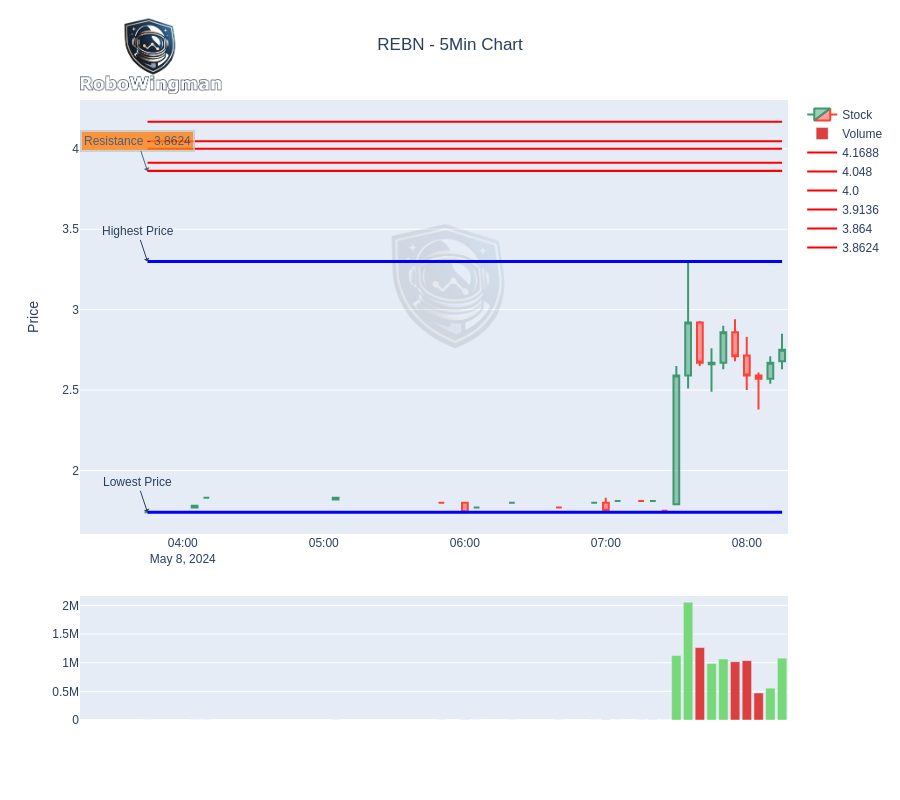 RoboWingman
REBN - 5Min Chart
Stock
Volume
4.1688
4.048
4.0
3.9136
3.864
3.8624
Resistance - 3.8624
Highest Price
Lowest Price
Price
4
3.5
3
2.5
2
04:00
05:00
06:00
07:00
08:00
May 8, 2024
2M
1.5M
1M
0.5M
0